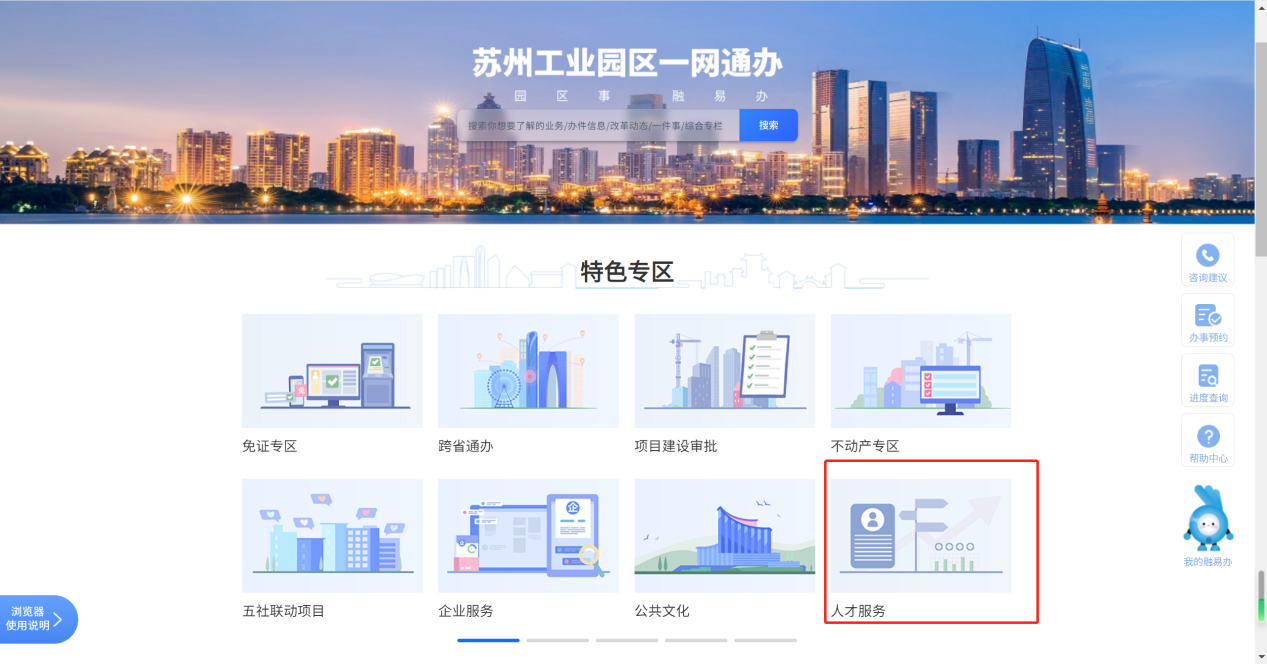 苏州工业园区一网通办
园区事 融易办
搜索你想要了解的业务/办件信息/改革动态/一件事/综合专栏
搜索
特色专区
免证专区
跨省通办
项目建设审批
不动产专区
五社联动项目
企业服务
公共文化
人才服务
咨询建议
办事预约
进度查询
帮助中心
我的融易办
浏览器
使用说明